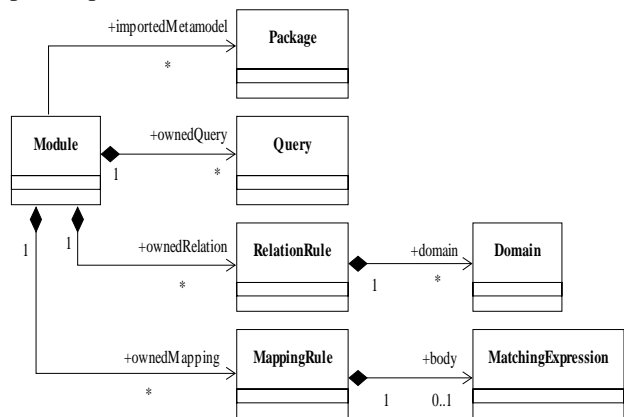 +importedMetamodel
*
Package
Module
1
+ownedQuery
*
Query
1
1
+ownedRelation
*
RelationRule
1
+domain
*
Domain
+ownedMapping
*
MappingRule
1
+body
0..1
MatchingExpression